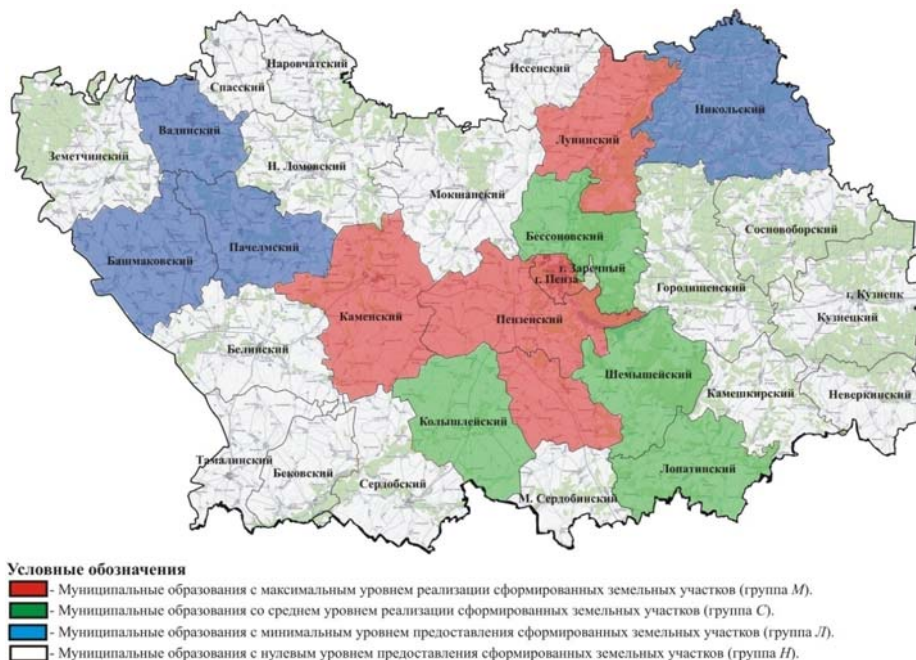 Наровчатский
Спасский
Иссенский
Никольский
Вадинский
Лунинский
Земетчинский
Н. Ломовский
Мокшанский
Сосновоборский
Бессоновский
Башмаковский
Пачелмский
г. Заречный
г. Пенза
Городищенский
г. Кузнецк
Каменский
Пензенский
Кузнецкий
Белинский
Шемышейский
Камешкирский
Неверкинский
Колышлейский
Тамалинский
Бековский
Сердобский
Лопатинский
М. Сердобинский
Условные обозначения
- Муниципальные образования с максимальным уровнем реализации сформированных земельных участков (группа М).
- Муниципальные образования со среднем уровнем реализации сформированных земельных участков (группа С).
- Муниципальные образования с минимальным уровнем предоставления сформированных земельных участков (группа Л).
- Муниципальные образования с нулевым уровнем предоставления сформированных земельных участков (группа Н).